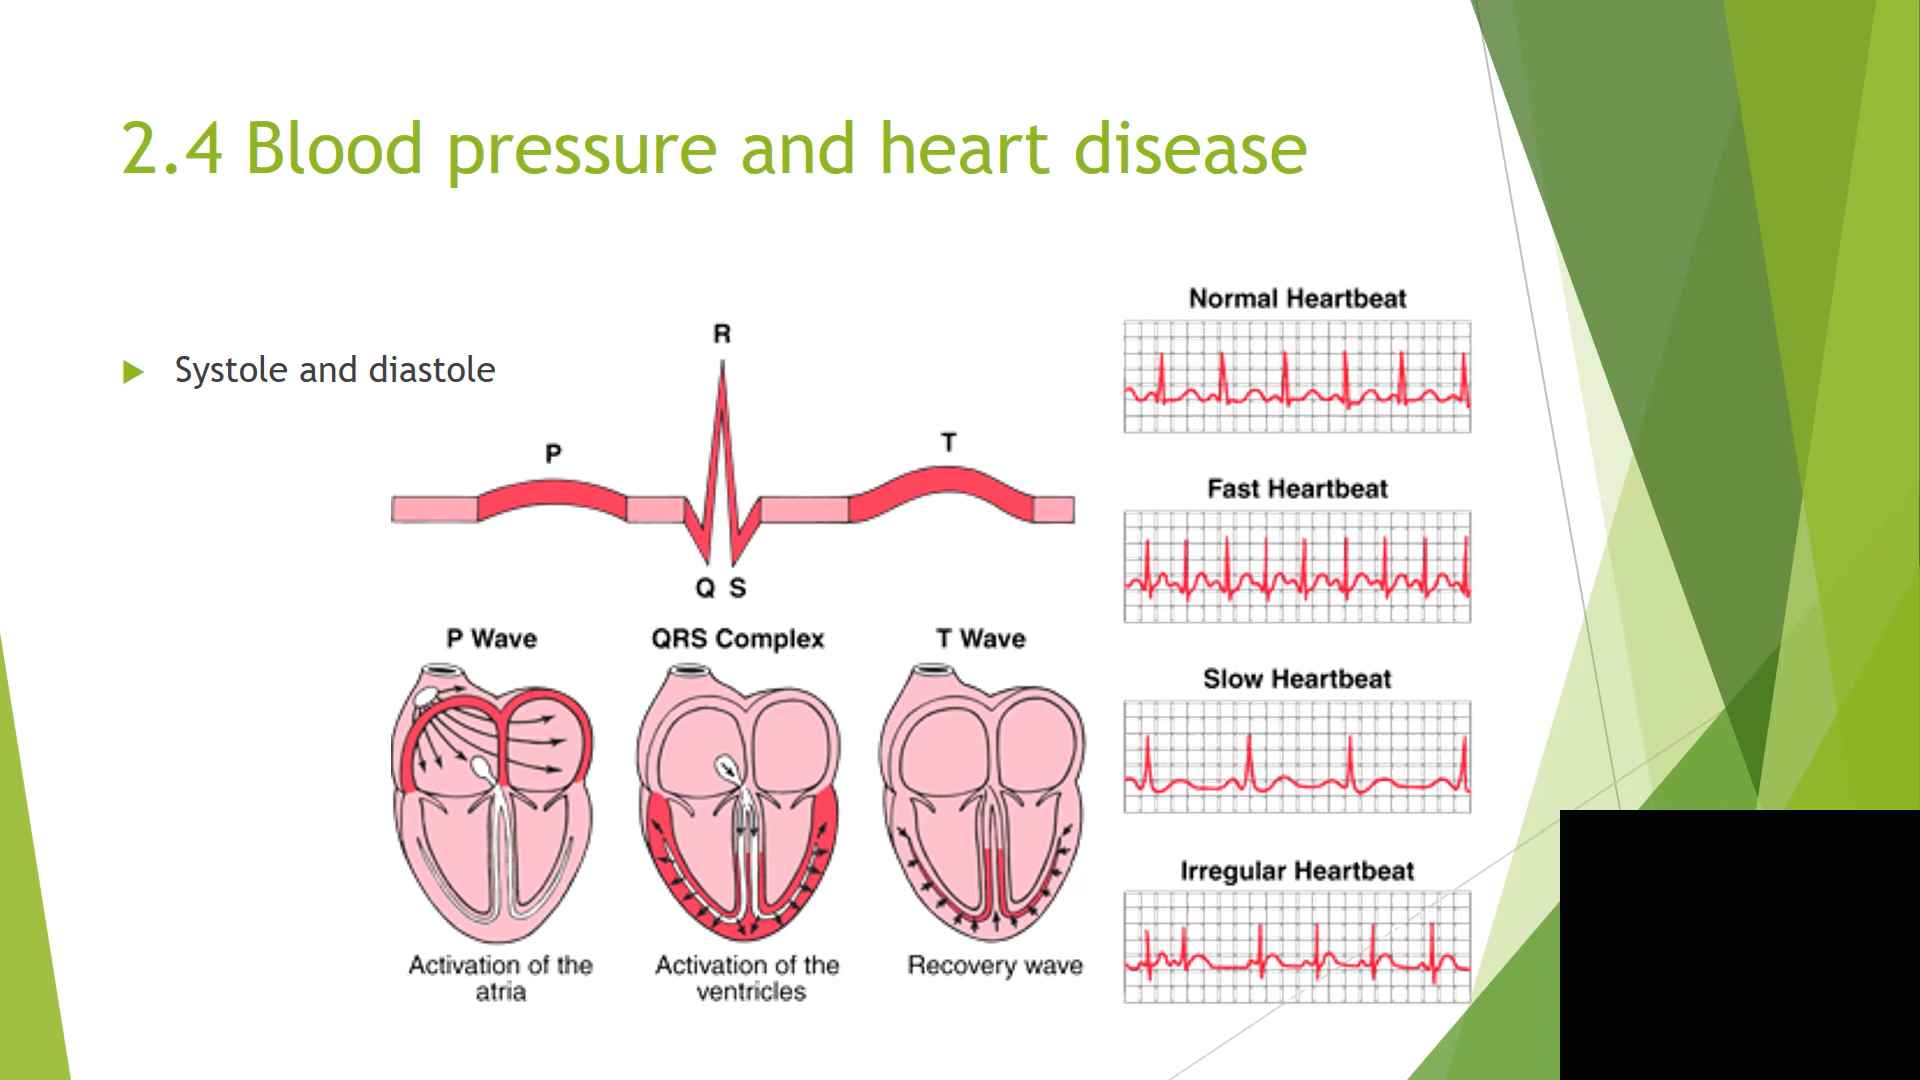 2.4 Blood pressure and heart disease
Systole and diastole
R
P
T
Q S
P Wave
QRS Complex
T Wave
Activation of the
atria
Activation of the
ventricles
Recovery wave
Normal Heartbeat
Fast Heartbeat
Slow Heartbeat
Irregular Heartbeat